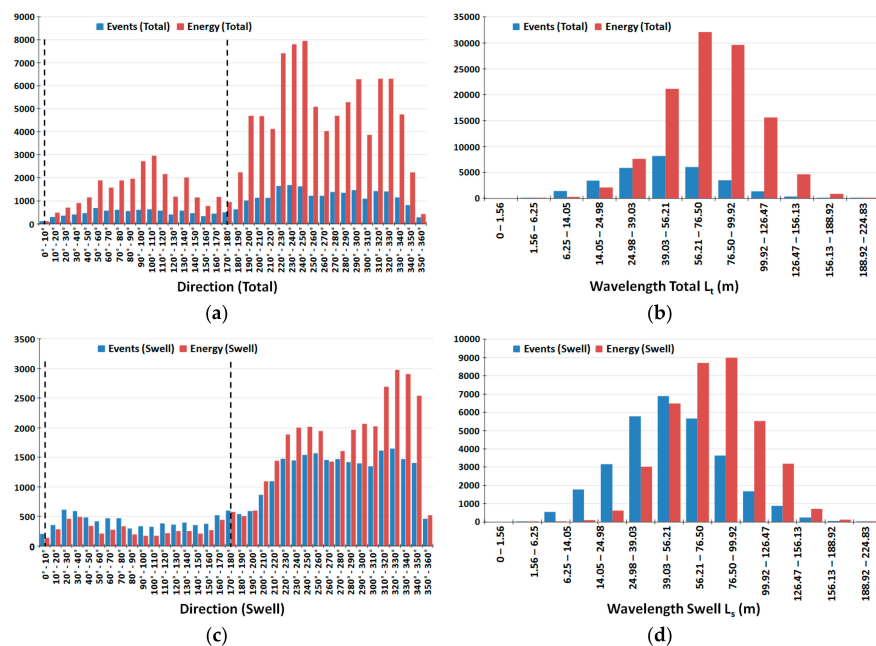 Events (Total) Energy (Total)
9000
8000
7000
6000
5000
4000
3000
2000
1000
0
0° - 10°
10° - 20°
20° - 30°
30° - 40°
40° - 50°
50° - 60°
60° - 70°
70° - 80°
80° - 90°
90° - 100°
100° - 110°
110° - 120°
120° - 130°
130° - 140°
140° - 150°
150° - 160°
160° - 170°
170° - 180°
180° - 190°
190° - 200°
200° - 210°
210° - 220°
220° - 230°
230° - 240°
240° - 250°
250° - 260°
260° - 270°
270° - 280°
280° - 290°
290° - 300°
300° - 310°
310° - 320°
320° - 330°
330° - 340°
340° - 350°
350° - 360°
Direction (Total)
(a)
Events (Total) Energy (Total)
35000
30000
25000
20000
15000
10000
5000
0
0 – 1.56
1.56 – 6.25
6.25 – 14.05
14.05 – 24.98
24.98 – 39.03
39.03 – 56.21
56.21 – 76.50
76.50 – 99.92
99.92 – 126.47
126.47 – 156.13
156.13 – 188.92
188.92 – 224.83
Wavelength Total Lt (m)
(b)
Events (Swell) Energy (Swell)
3500
3000
2500
2000
1500
1000
500
0
0° - 10°
10° - 20°
20° - 30°
30° - 40°
40° - 50°
50° - 60°
60° - 70°
70° - 80°
80° - 90°
90° - 100°
100° - 110°
110° - 120°
120° - 130°
130° - 140°
140° - 150°
150° - 160°
160° - 170°
170° - 180°
180° - 190°
190° - 200°
200° - 210°
210° - 220°
220° - 230°
230° - 240°
240° - 250°
250° - 260°
260° - 270°
270° - 280°
280° - 290°
290° - 300°
300° - 310°
310° - 320°
320° - 330°
330° - 340°
340° - 350°
350° - 360°
Direction (Swell)
(c)
Events (Swell) Energy (Swell)
10000
9000
8000
7000
6000
5000
4000
3000
2000
1000
0
0 – 1.56
1.56 – 6.25
6.25 – 14.05
14.05 – 24.98
24.98 – 39.03
39.03 – 56.21
56.21 – 76.50
76.50 – 99.92
99.92 – 126.47
126.47 – 156.13
156.13 – 188.92
188.92 – 224.83
Wavelength Swell Ls (m)
(d)